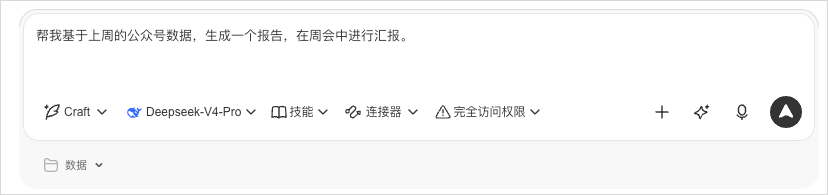 帮我基于上周的公众号数据，生成一个报告，在周会中进行汇报。
Craft Deepseek-V4-Pro 技能 连接器 完全访问权限
数据